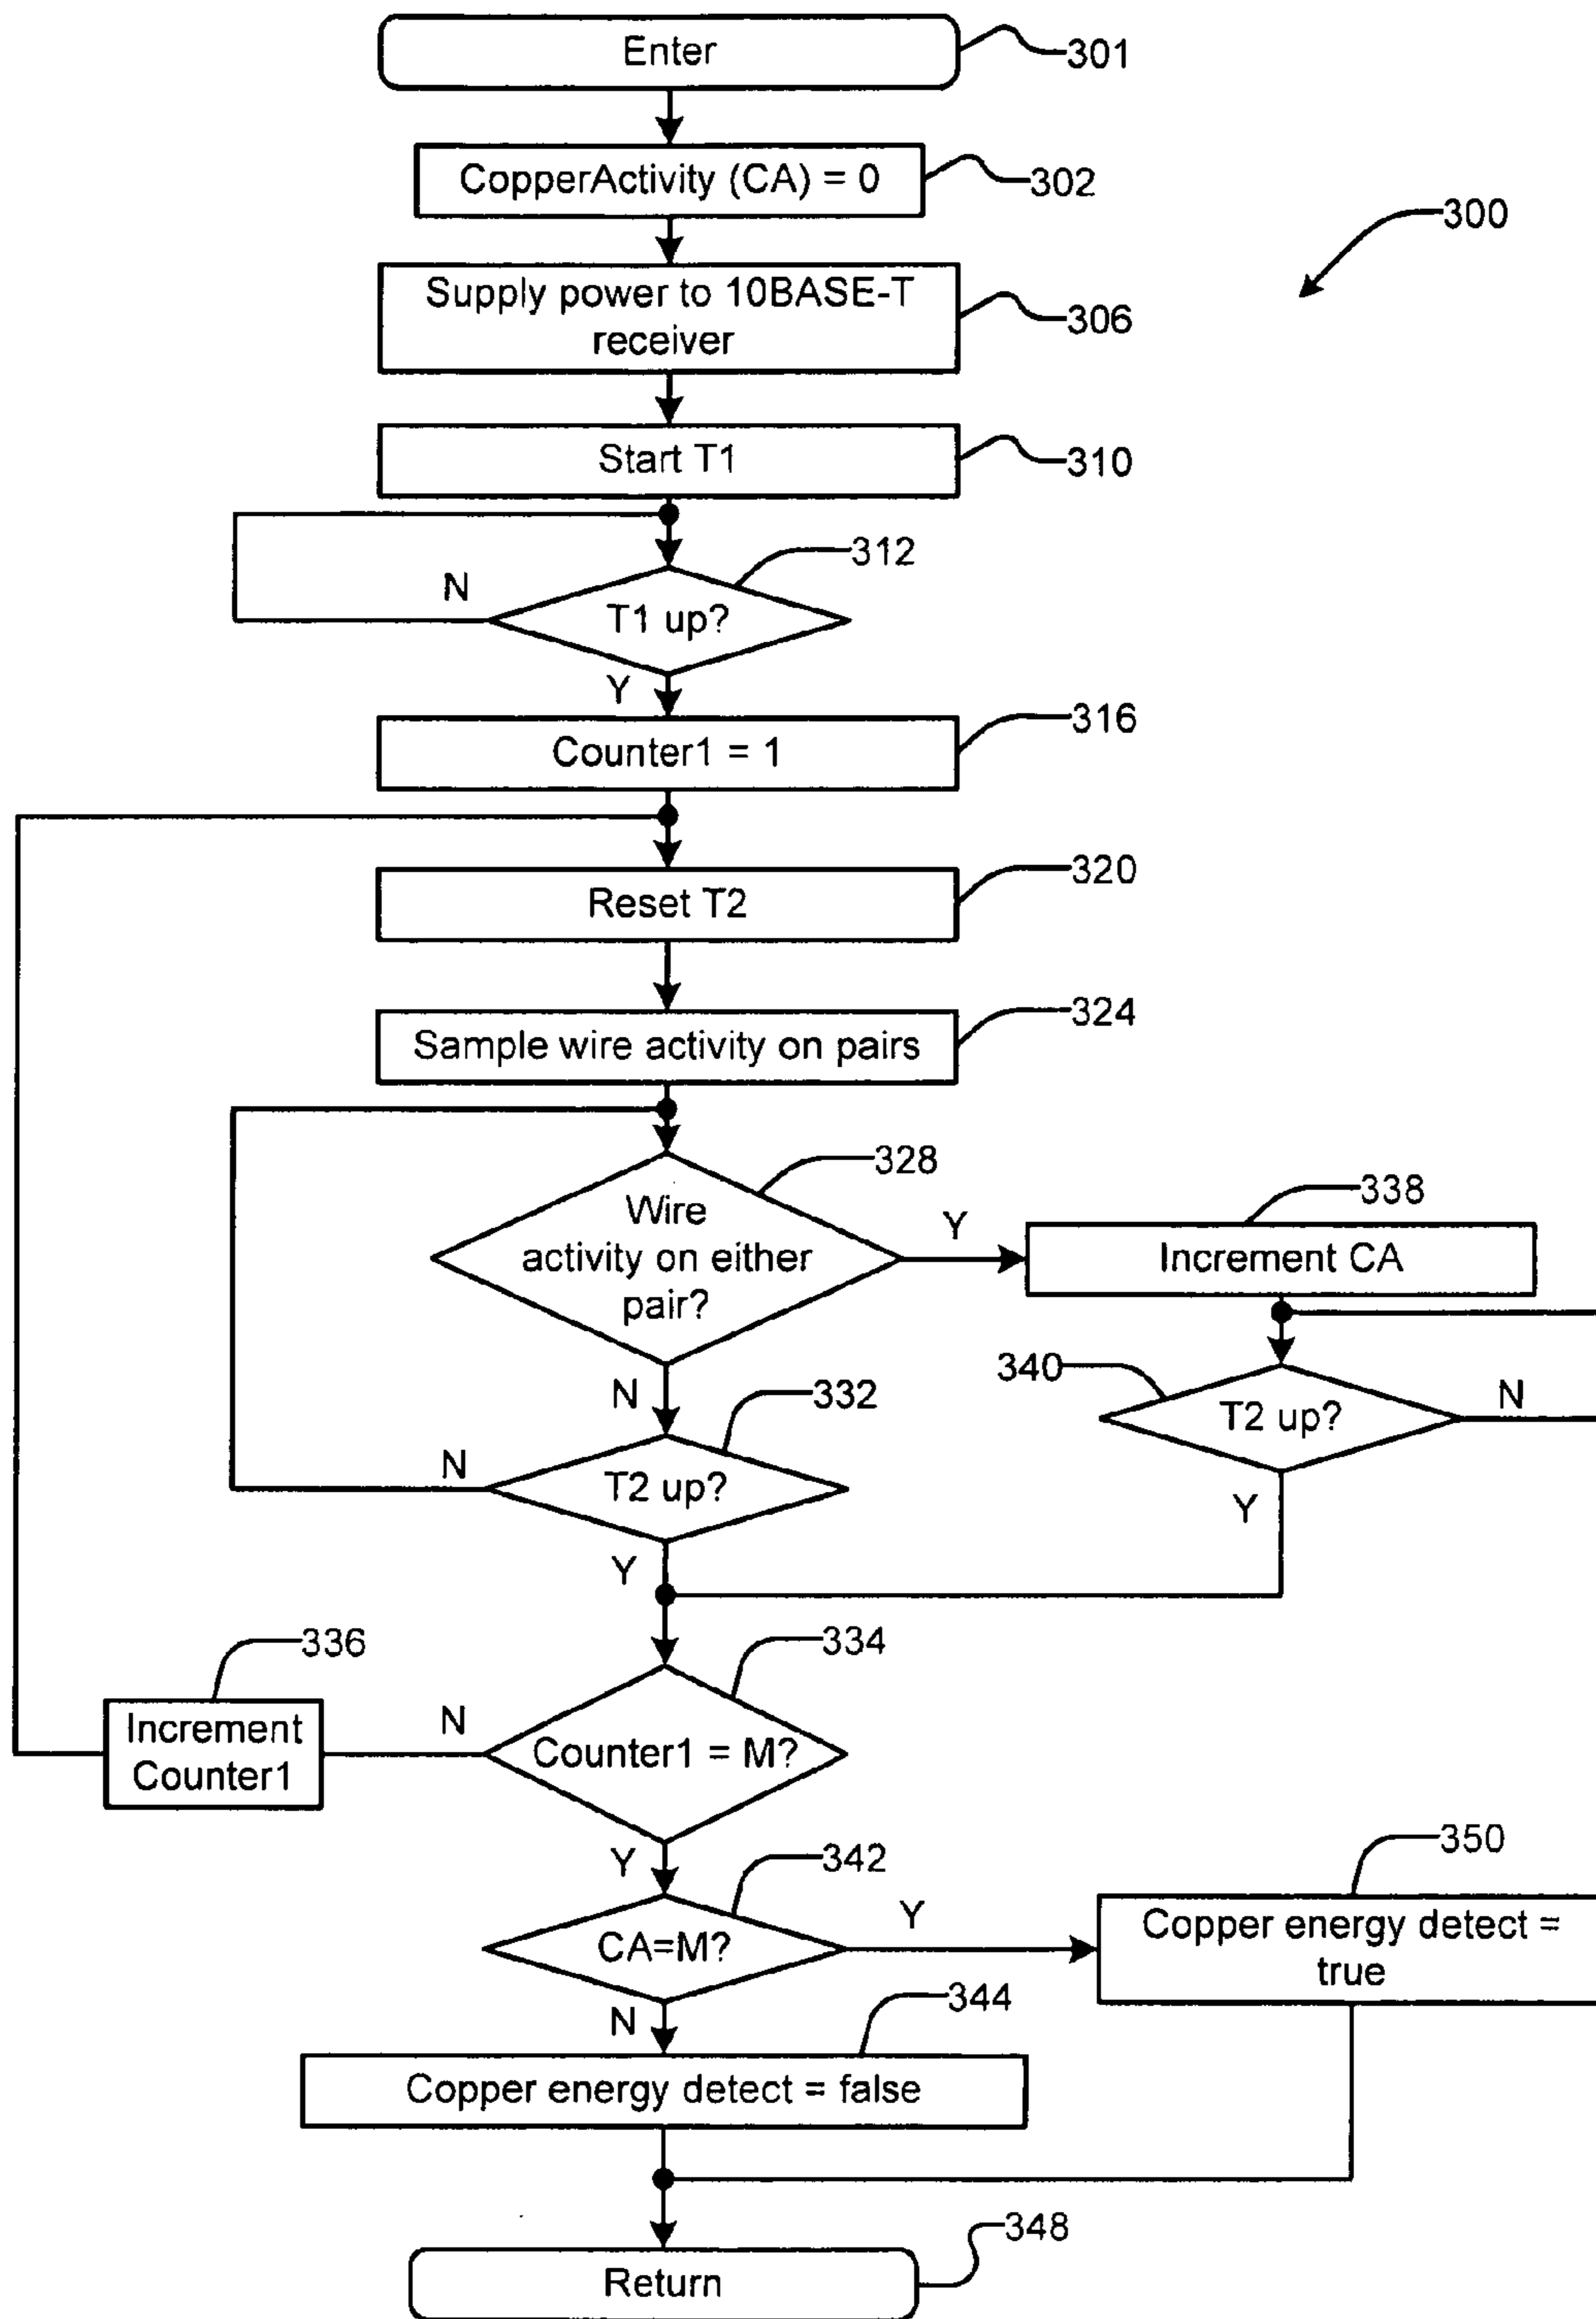 Enter
301
CopperActivity (CA) = 0
302
300
Supply power to 10BASE-T
receiver
306
Start T1
310
312
N
T1 up?
Y
316
Counter1 = 1
320
Reset T2
324
Sample wire activity on pairs
328
Wire
activity on either
pair?
Y
338
Increment CA
N
332
340
T2 up?
N
N
T2 up?
Y
Y
336
334
Increment
Counter1
N
Counter1 = M?
Y
342
350
CA=M?
Y
Copper energy detect =
true
N
344
Copper energy detect = false
348
Return